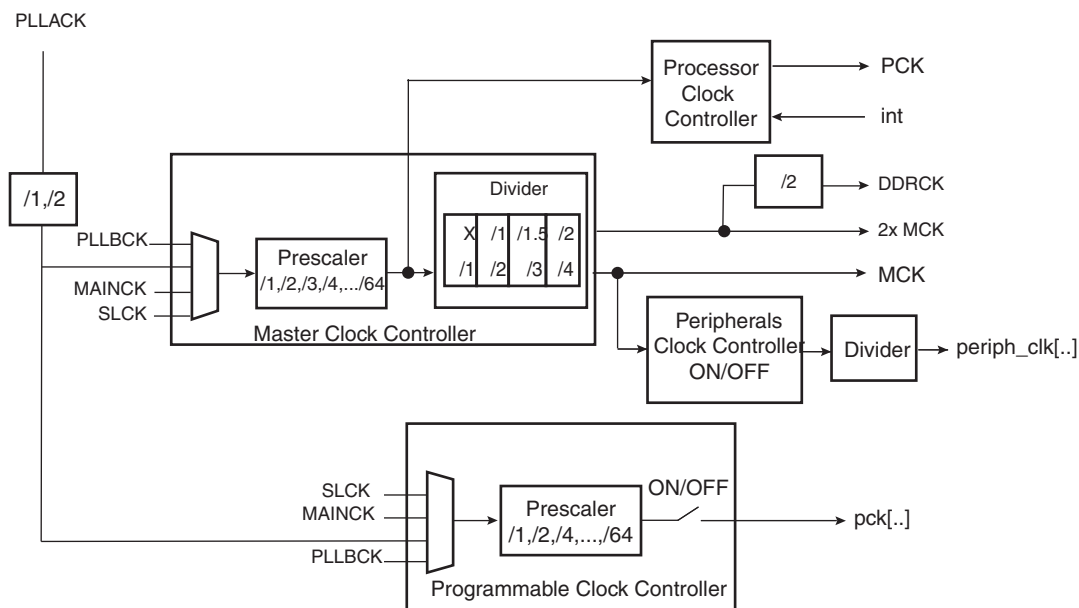 PLLACK
Processor
Clock
Controller
PCK
int
/1,/2
Divider
X /1 /1.5 /2
/1 /2 /3 /4
/2
DDRCK
2x MCK
MCK
PLLBCK
MAINCK
SLCK
Prescaler
/1,/2,/3,/4,.../64
Master Clock Controller
Peripherals
Clock Controller
ON/OFF
Divider
periph_clk[..]
SLCK
MAINCK
PLLBCK
Prescaler
/1,/2,/4,...,/64
ON/OFF
pck[..]
Programmable Clock Controller